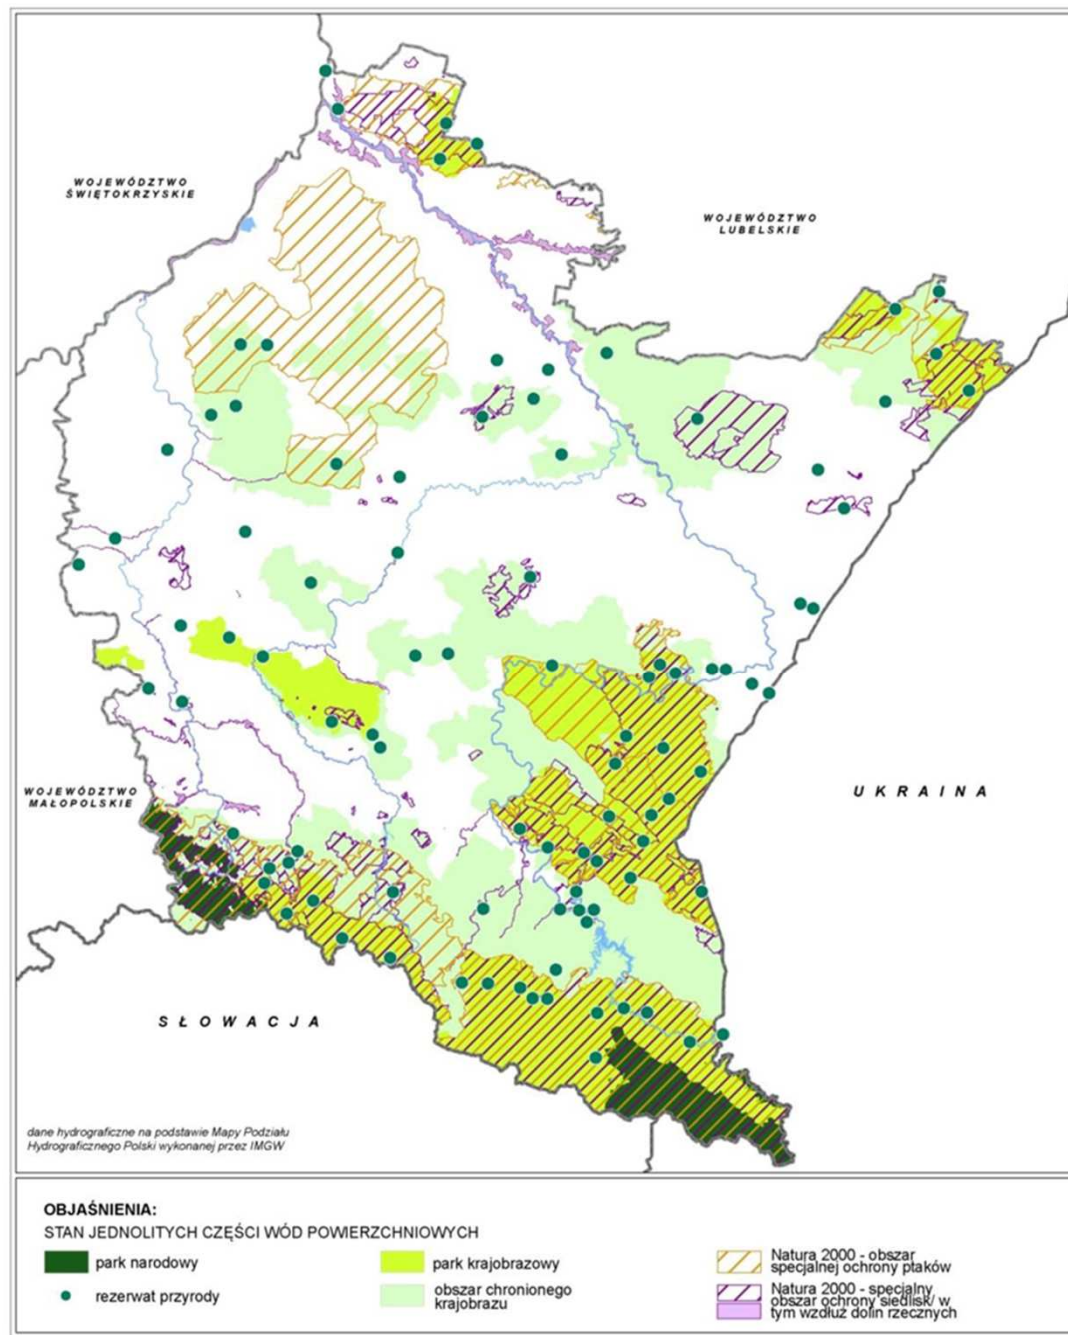 WOJEWÓDZTWO
ŚWIĘTOKRZYSKIE
WOJEWÓDZTWO
LUBELSKIE
WOJEWÓDZTWO
MAŁOPOLSKIE
UKRAINA
SŁOWACJA
dane hydrograficzne na podstawie Mapy Podziału
Hydrograficznego Polski wykonanej przez IMGW
OBJAŚNIENIA:
STAN JEDNOLITYCH CZĘŚCI WÓD POWIERZCHNIOWYCH
park narodowy
rezerwat przyrody
park krajobrazowy
obszar chronionego
krajobrazu
Natura 2000 - obszar
specjalnej ochrony ptaków
Natura 2000 - specjalny
obszar ochrony siedlisk/ w
tym wzdłuż dolin rzecznych